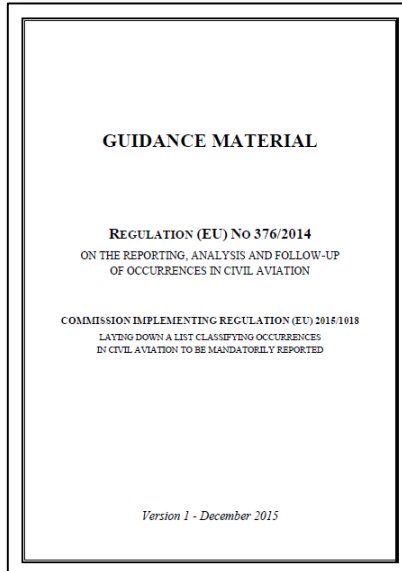 GUIDANCE MATERIAL
REGULATION (EU) NO 376/2014
ON THE REPORTING, ANALYSIS AND FOLLOW-UP
OF OCCURRENCES IN CIVIL AVIATION
COMMISSION IMPLEMENTING REGULATION (EU) 2015/1018
LAYING DOWN A LIST CLASSIFYING OCCURRENCES
IN CIVIL AVIATION TO BE MANDATORILY REPORTED
Version 1 - December 2015